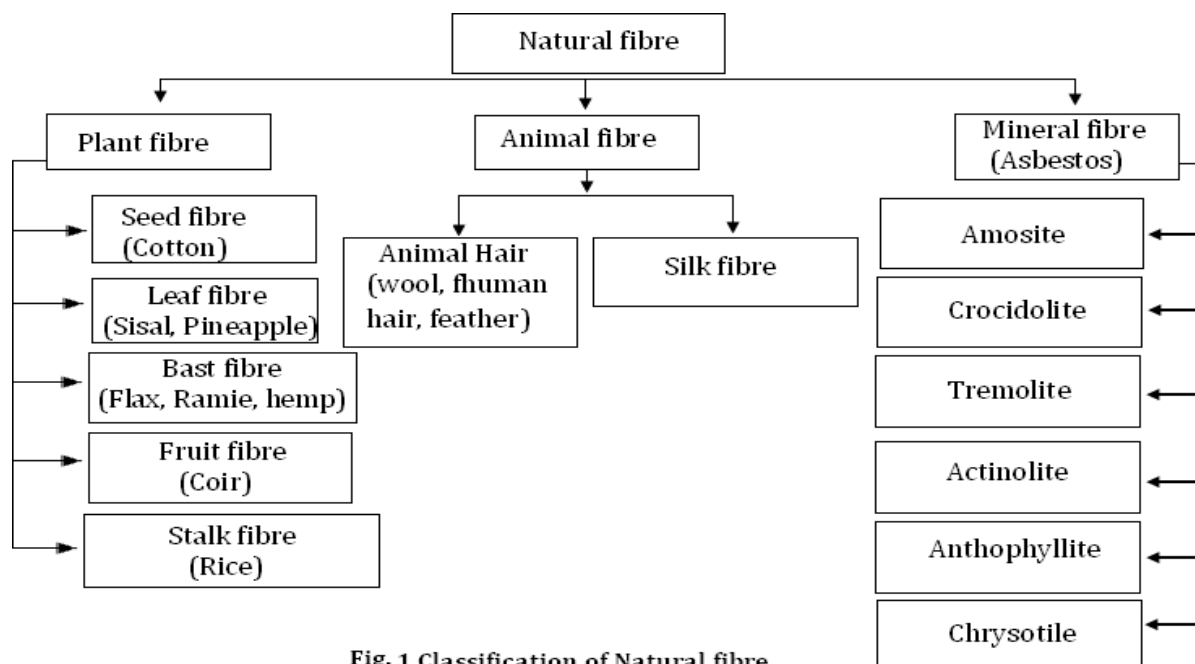 Natural fibre
Plant fibre
Animal fibre
Mineral fibre
(Asbestos)
Seed fibre
(Cotton)
Leaf fibre
(Sisal, Pineapple)
Bast fibre
(Flax, Ramie, hemp)
Fruit fibre
(Coir)
Stalk fibre
(Rice)
Animal Hair
(wool, fhuman
hair, feather)
Silk fibre
Amosite
Crocidolite
Tremolite
Actinolite
Anthophyllite
Chrysotile
Fig. 1 Classification of Natural fibre